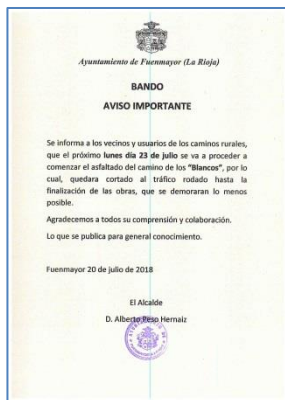 Ayuntamiento de Fuenmayor (La Rioja)
BANDO
AVISO IMPORTANTE
Se informa a los vecinos y usuarios de los caminos rurales,
que el próximo lunes día 23 de julio se va a proceder a
comenzar el asfaltado del camino de los "Blancos", por lo
cual, quedara cortado al tráfico rodado hasta la
finalización de las obras, que se demoraran lo menos
posible.
Agradecemos a todos su comprensión y colaboración.
Lo que se publica para general conocimiento.
Fuenmayor 20 de julio de 2018
El Alcalde
D. Alberto Peso Hernaiz